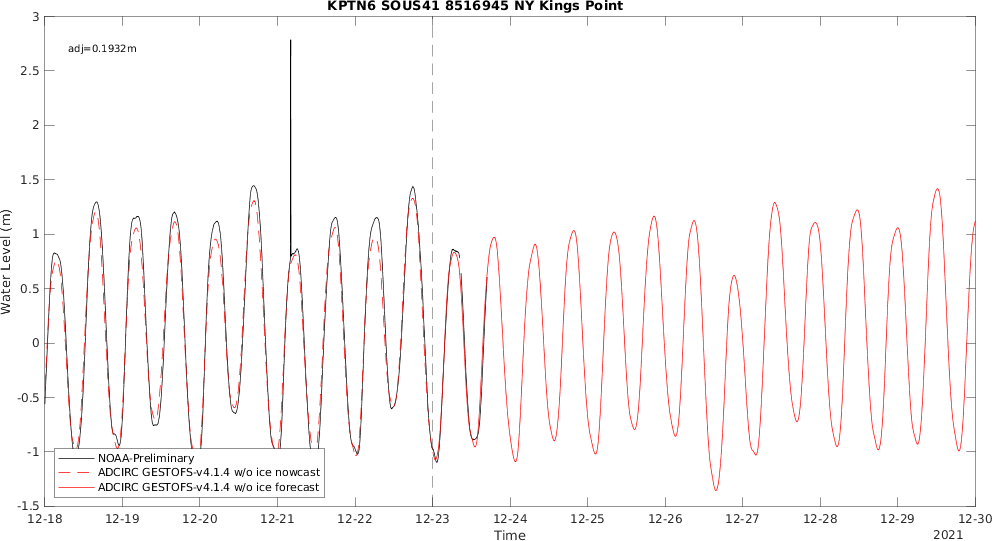 KPTN6 SOUS41 8516945 NY Kings Point
adj=0.1932m
3
2.5
2
1.5
1
0.5
0
-0.5
-1
-1.5
Water Level (m)
NOAA-Preliminary
ADCIRC GESTOFS-v4.1.4 w/o ice nowcast
ADCIRC GESTOFS-v4.1.4 w/o ice forecast
12-18 12-19 12-20 12-21 12-22 12-23 12-24 12-25 12-26 12-27 12-28 12-29 12-30
Time
2021